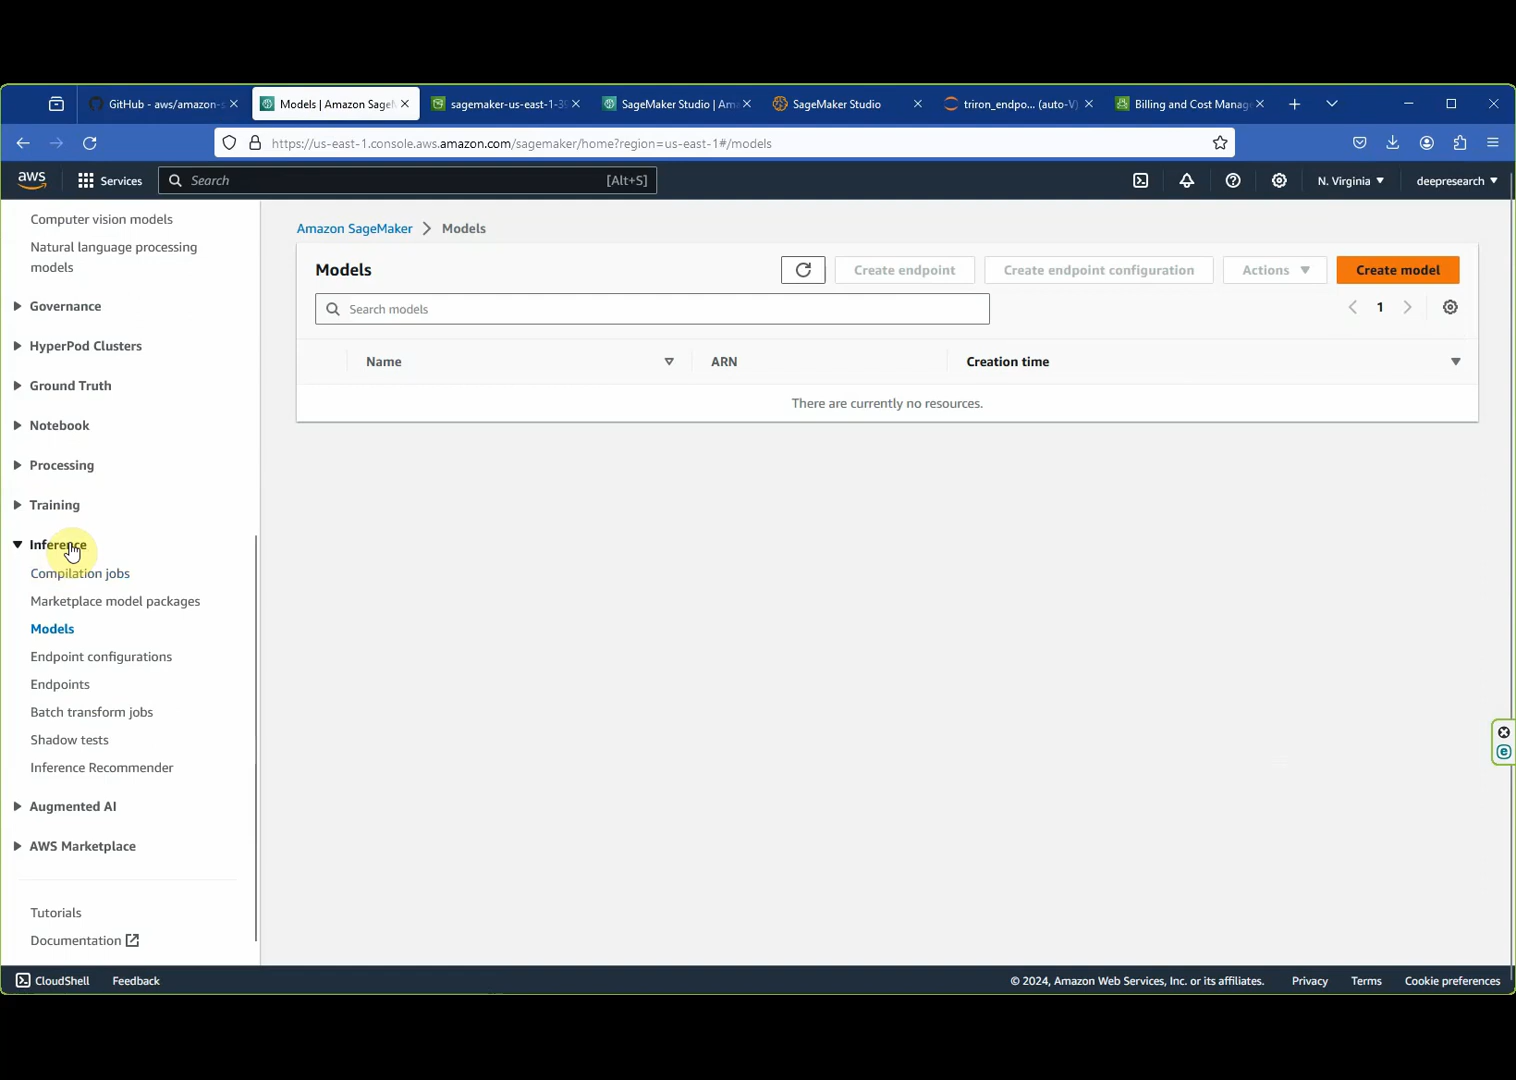 GitHub - aws/amazon-s
Models | Amazon SageM
sagemaker-us-east-1-39
SageMaker Studio | Ama
SageMaker Studio
triron_endpo... (auto-V)
Billing and Cost Manage
https://us-east-1.console.aws.amazon.com/sagemaker/home?region=us-east-1#/models
aws
Services
Search
[Alt+S]
N. Virginia
deepresearch
Computer vision models
Natural language processing
models
Governance
HyperPod Clusters
Ground Truth
Notebook
Processing
Training
Inference
Compilation jobs
Marketplace model packages
Models
Endpoint configurations
Endpoints
Batch transform jobs
Shadow tests
Inference Recommender
Augmented AI
AWS Marketplace
Tutorials
Documentation
Amazon SageMaker
Models
Models
Create endpoint
Create endpoint configuration
Actions
Create model
Search models
1
Name
ARN
Creation time
There are currently no resources.
CloudShell
Feedback
© 2024, Amazon Web Services, Inc. or its affiliates.
Privacy
Terms
Cookie preferences